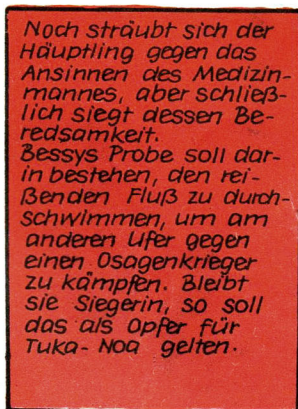 Noch sträubt sich der
Häuptling gegen das
Ansinnen des Medizin-
mannes, aber schließ-
lich siegt dessen Be-
redsamkeit.
Bessys Probe soll dar-
in bestehen, den rei-
ßenden Fluß zu durch-
schwimmen, um am
anderen Ufer gegen
einen Osagenkrieger
zu kämpfen. Bleibt
sie Siegerin, so soll
das als Opfer für
Tuka-Noa gelten.